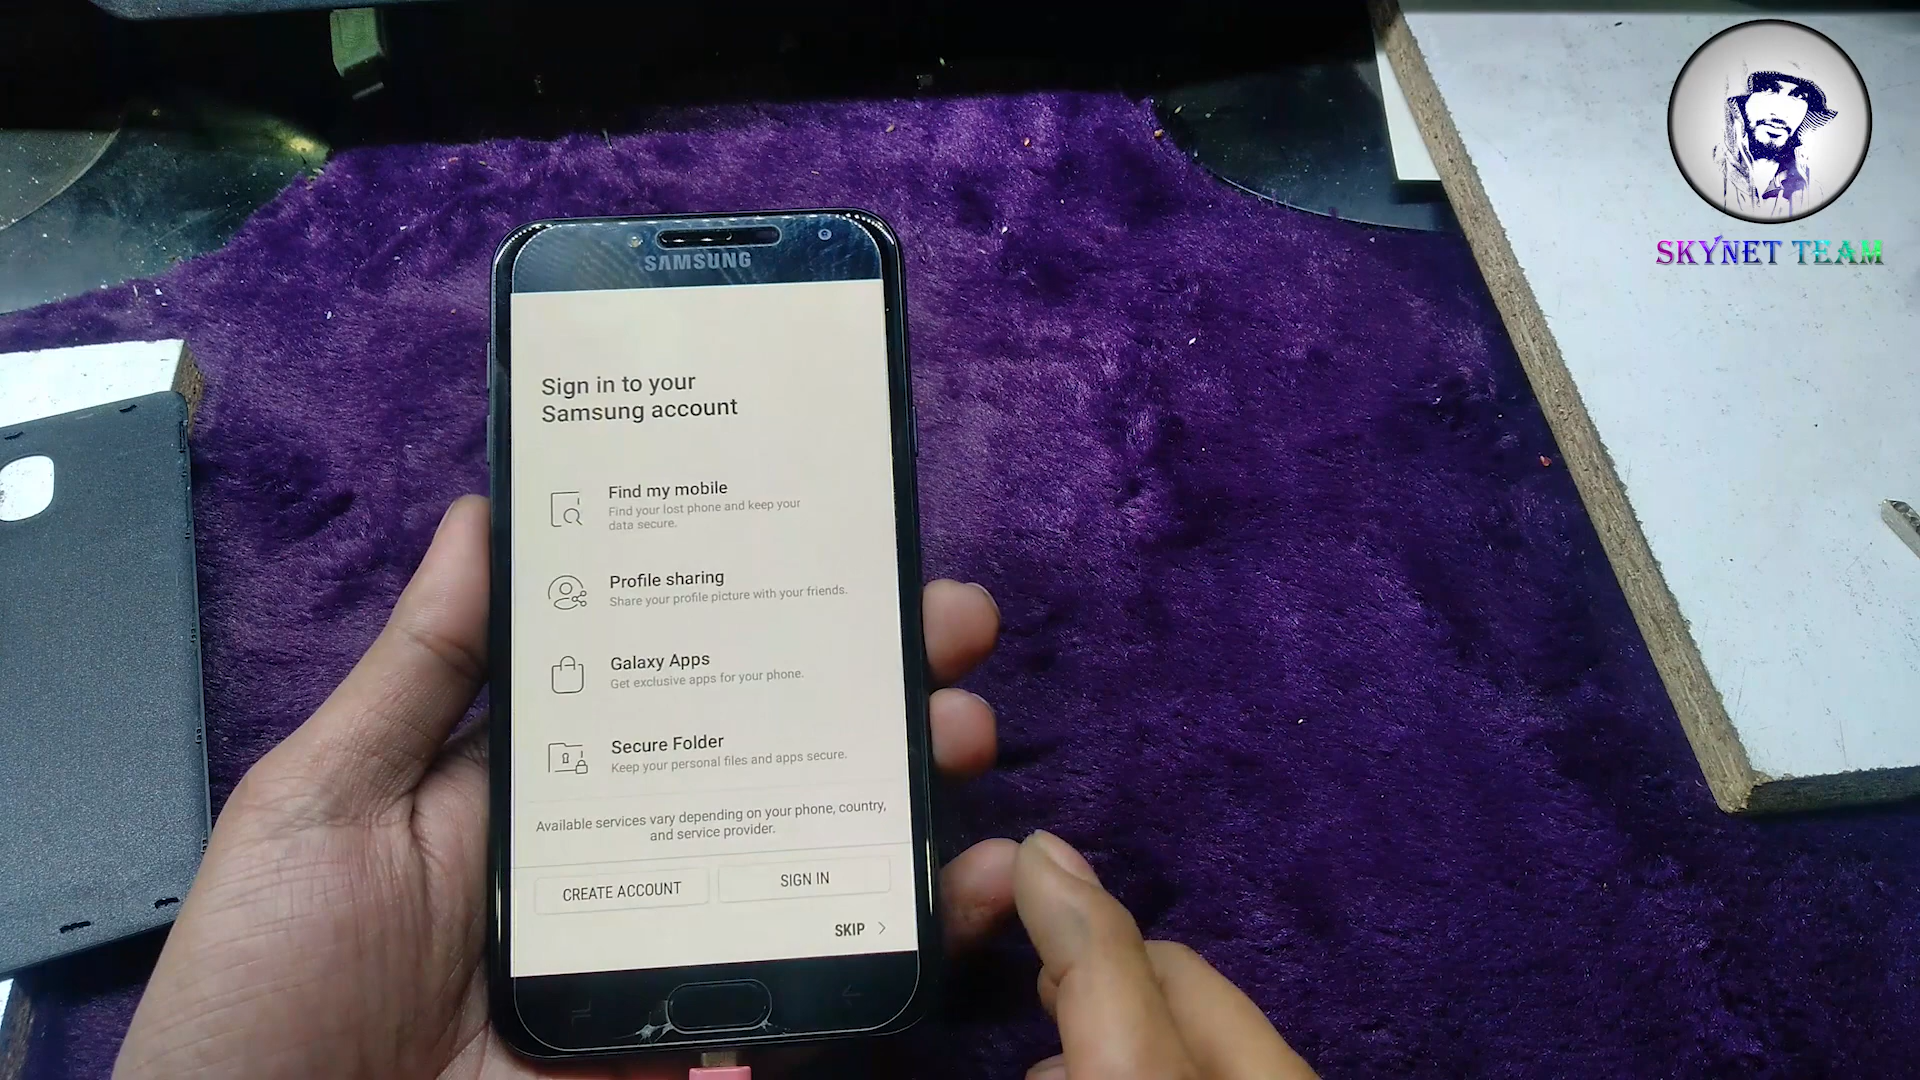 SKYNET TEAM
SAMSUNG
Sign in to your
Samsung account
Find my mobile
Find your lost phone and keep your
data secure.
Profile sharing
Share your profile picture with your friends.
Galaxy Apps
Get exclusive apps for your phone.
Secure Folder
Keep your personal files and apps secure.
Available services vary depending on your phone, country,
and service provider.
CREATE ACCOUNT
SIGN IN
SKIP